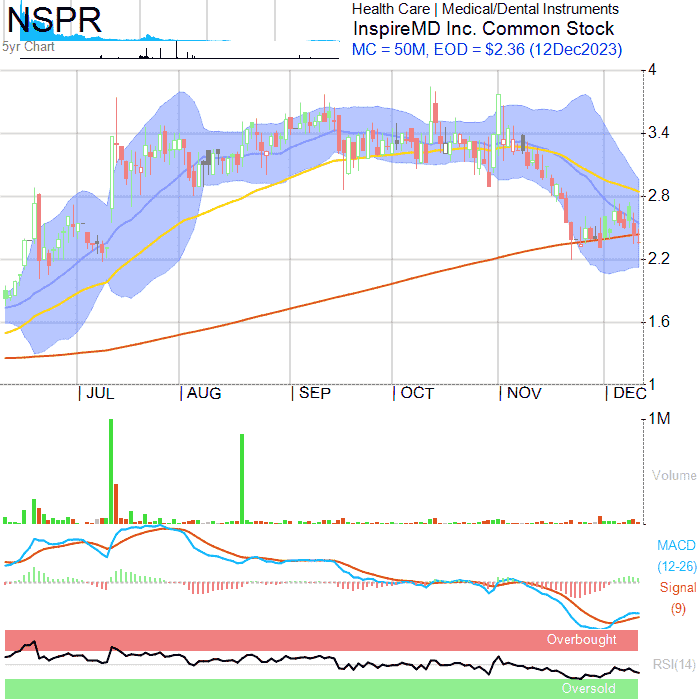 NSPR
5yr Chart
Health Care | Medical/Dental Instruments
InspireMD Inc. Common Stock
MC = 50M, EOD = $2.36 (12Dec2023)
4
3.4
2.8
2.2
1.6
1
JUL
AUG
SEP
OCT
NOV
DEC
1M
Volume
MACD
(12-26)
Signal
(9)
Overbought
RSI(14)
Oversold